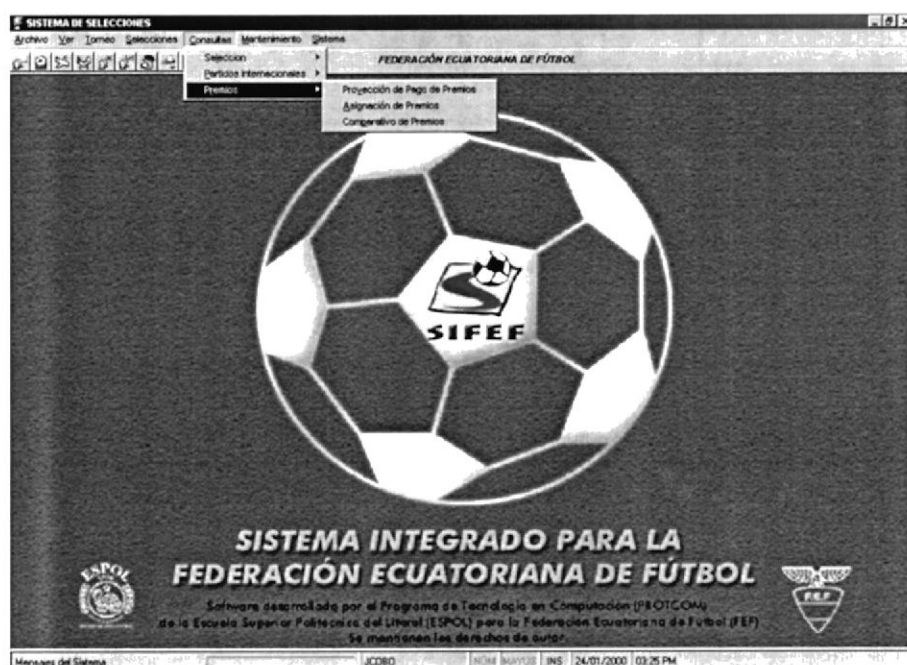 SISTEMA DE SELECCIONES
Archivo Ver Torneo Selecciones Consultas Mantenimiento Sistema
FEDERACIÓN ECUATORIANA DE FÚTBOL
Selección
Partidos Internacionales
Premios
Proyección de Pago de Premios
Asignación de Premios
Comparativo de Premios
SIFEF
SISTEMA INTEGRADO PARA LA
FEDERACIÓN ECUATORIANA DE FÚTBOL
ESPOL
F.E.F
Software desarrollado por el Programa de Tecnología en Computación (PROTCOM)
de la Escuela Superior Politécnica del Litoral (ESPOL) para la Federación Ecuatoriana de Fútbol (FEF)
Se mantienen los derechos de autor.
Mensajes del Sistema JCOBO NUM MAYUS INS 24/01/2000 03:25 PM